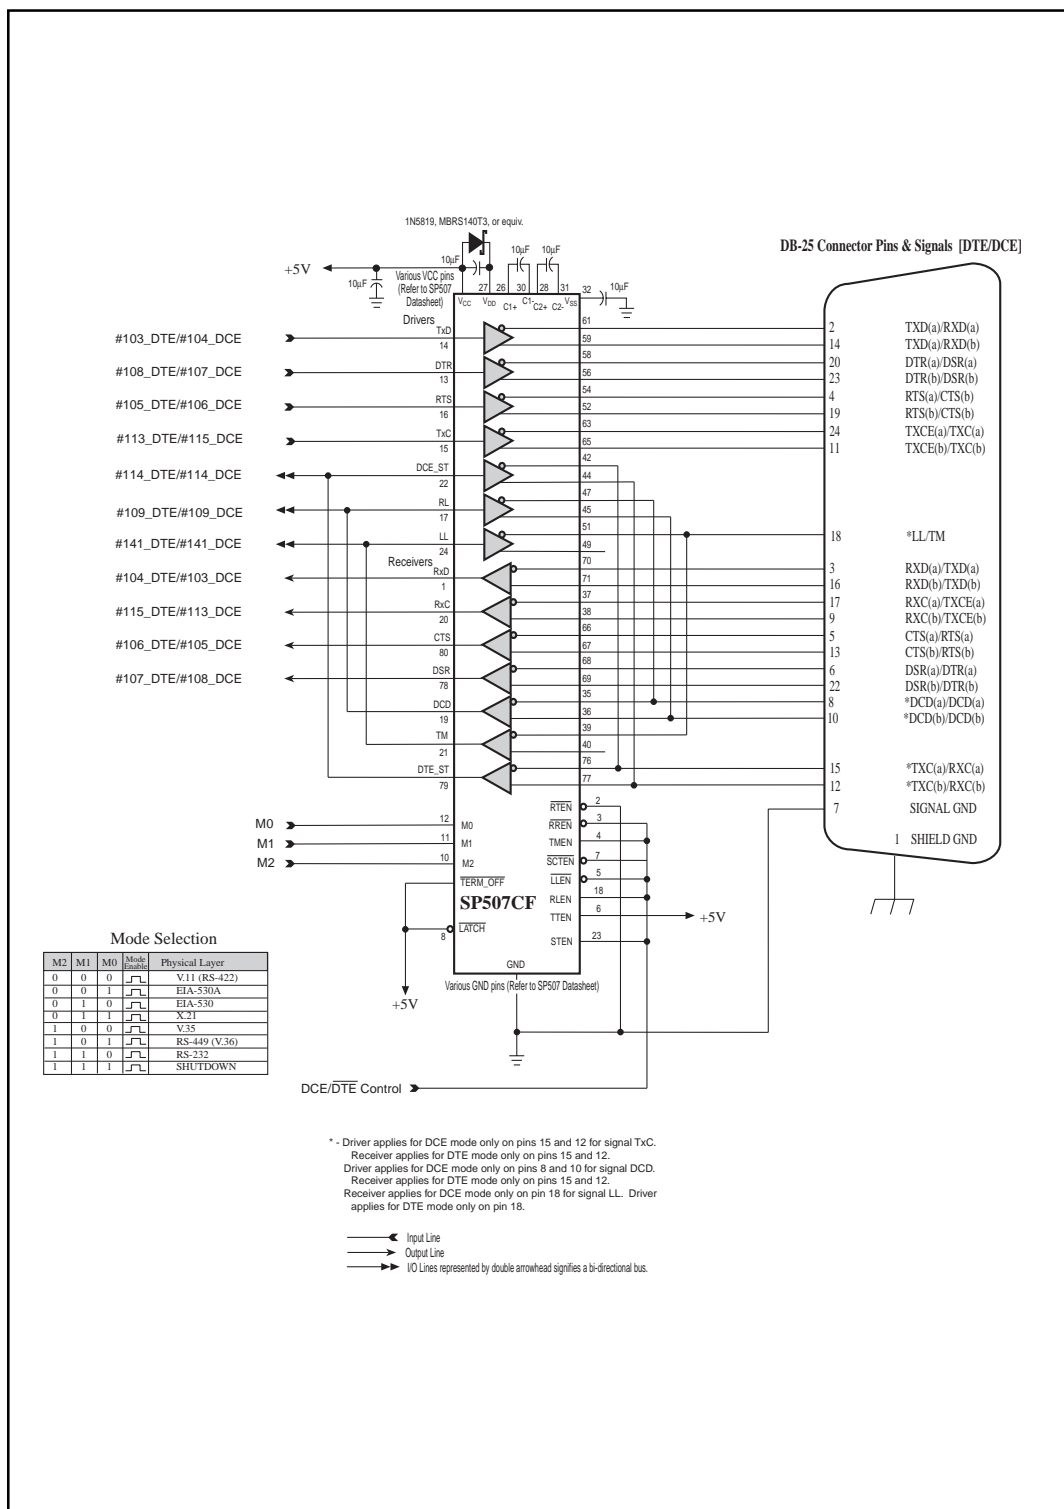 1N5819, MBRS140T3, or equiv.
DB-25 Connector Pins & Signals [DTE/DCE]
+5V
10µF
10µF
10µF
10µF
10µF
Various VCC pins
(Refer to SP507
Datasheet)
27 26 30 28 31 32
VCC VDD C1+ C1- C2+ C2- VSS
Drivers
#103_DTE/#104_DCE TxD 14 61 59
2 TXD(a)/RXD(a)
14 TXD(a)/RXD(b)
#108_DTE/#107_DCE DTR 13 58 56
20 DTR(a)/DSR(a)
23 DTR(b)/DSR(b)
#105_DTE/#106_DCE RTS 16 54 52
4 RTS(a)/CTS(b)
19 RTS(b)/CTS(b)
#113_DTE/#115_DCE TxC 15 63 65
24 TXCE(a)/TXC(a)
11 TXCE(b)/TXC(b)
#114_DTE/#114_DCE DCE_ST 22 42 44
#109_DTE/#109_DCE RL 17 47 45
#141_DTE/#141_DCE LL 24 51 49
18 *LL/TM
Receivers
#104_DTE/#103_DCE RxD 1 70 71
3 RXD(a)/TXD(a)
16 RXD(b)/TXD(b)
#115_DTE/#113_DCE RxC 20 37 38
17 RXC(a)/TXCE(a)
9 RXC(b)/TXCE(b)
#106_DTE/#105_DCE CTS 80 66 67
5 CTS(a)/RTS(a)
13 CTS(b)/RTS(b)
#107_DTE/#108_DCE DSR 78 68 69
6 DSR(a)/DTR(a)
22 DSR(b)/DTR(b)
DCD 19 35 36
8 *DCD(a)/DCD(a)
10 *DCD(b)/DCD(b)
TM 21 39 40
DTE_ST 79 76 77
15 *TXC(a)/RXC(a)
12 *TXC(b)/RXC(b)
7 SIGNAL GND
1 SHIELD GND
M0 12 M0
M1 11 M1
M2 10 M2
TERM_OFF
SP507CF
8 LATCH
+5V
RTEN 2
RREN 3
TMEN 4
SCTEN 7
LLEN 5
RLEN 18
TTEN 6 +5V
STEN 23
GND
Various GND pins (Refer to SP507 Datasheet)
DCE/DTE Control
Mode Selection
M2 M1 M0 Mode Enable Physical Layer
0 0 0 V.11 (RS-422)
0 0 1 EIA-530A
0 1 0 EIA-530
0 1 1 X.21
1 0 0 V.35
1 0 1 RS-449 (V.36)
1 1 0 RS-232
1 1 1 SHUTDOWN
* - Driver applies for DCE mode only on pins 15 and 12 for signal TxC.
Receiver applies for DTE mode only on pins 15 and 12.
Driver applies for DCE mode only on pins 8 and 10 for signal DCD.
Receiver applies for DTE mode only on pins 15 and 12.
Receiver applies for DCE mode only on pin 18 for signal LL. Driver
applies for DTE mode only on pin 18.
Input Line
Output Line
I/O Lines represented by double arrowhead signifies a bi-directional bus.